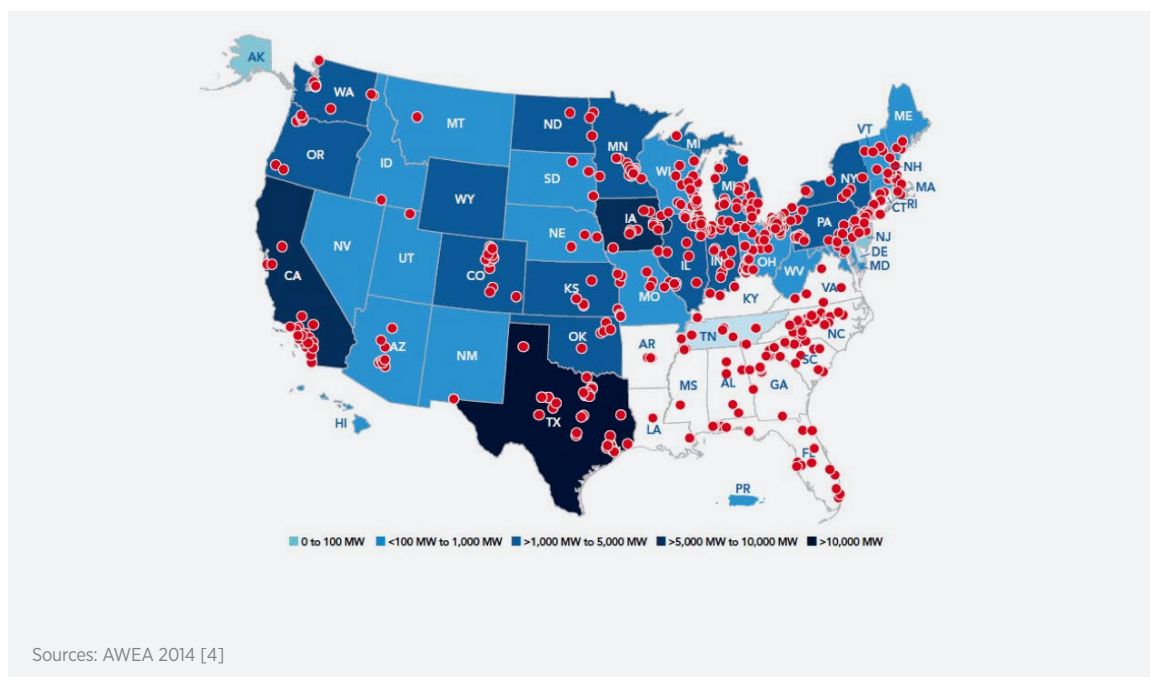 AK
WA
MT
ND
MN
MI
VT
ME
OR
ID
SD
WI
MI
NY
NH
MA
WY
IA
PA
CT RI
NV
NE
IL
IN
OH
NJ
DE
MD
CA
UT
CO
KS
MO
WV
KY
VA
AZ
NM
OK
AR
TN
NC
SC
TX
MS
AL
GA
LA
HI
FL
PR
0 to 100 MW <100 MW to 1,000 MW >1,000 MW to 5,000 MW >5,000 MW to 10,000 MW >10,000 MW
Sources: AWEA 2014 [4]